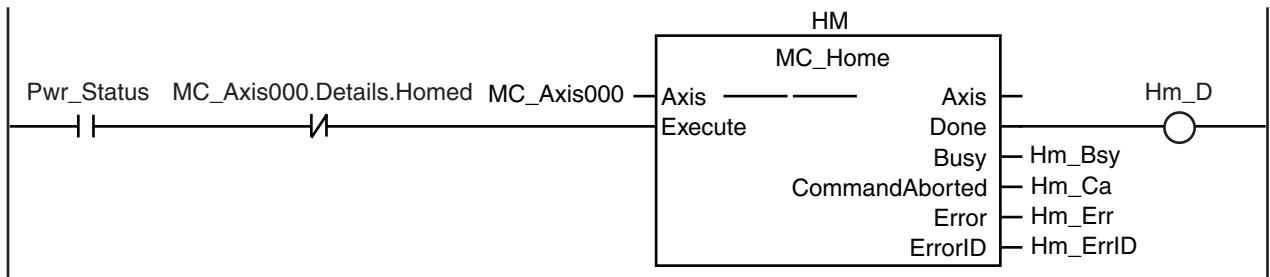 HM
MC_Home
Pwr_Status MC_Axis000.Details.Homed MC_Axis000 Axis Axis Hm_D
Execute Done
Busy Hm_Bsy
CommandAborted Hm_Ca
Error Hm_Err
ErrorID Hm_ErrID